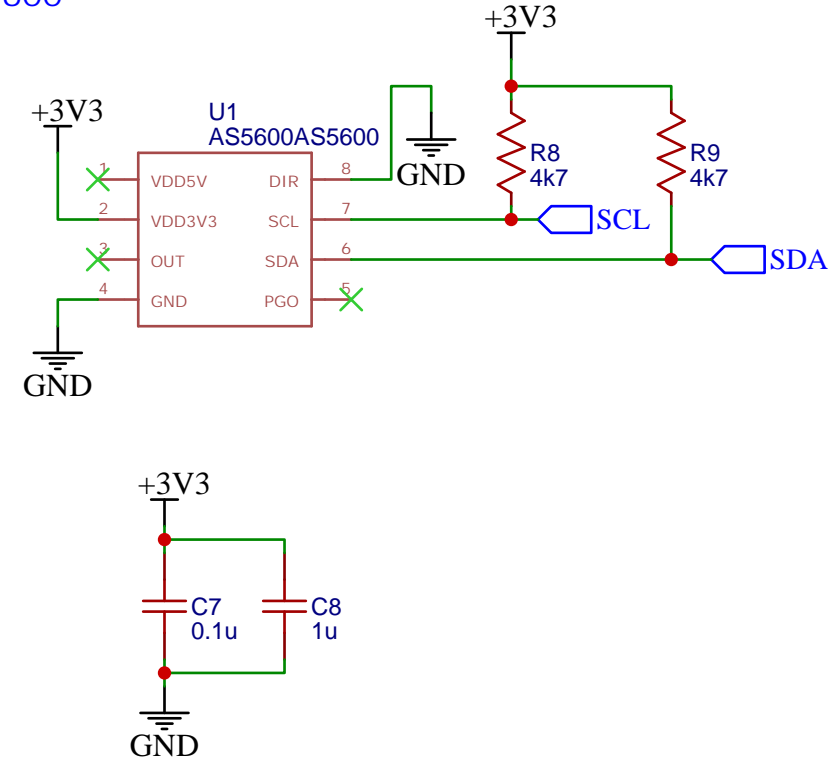 +3V3
+3V3
U1
AS5600AS5600
GND
R8
4k7
R9
4k7
1
VDD5V
DIR
8
2
VDD3V3
SCL
7
SCL
3
OUT
SDA
6
SDA
4
GND
PGO
5
GND
+3V3
C7
0.1u
C8
1u
GND